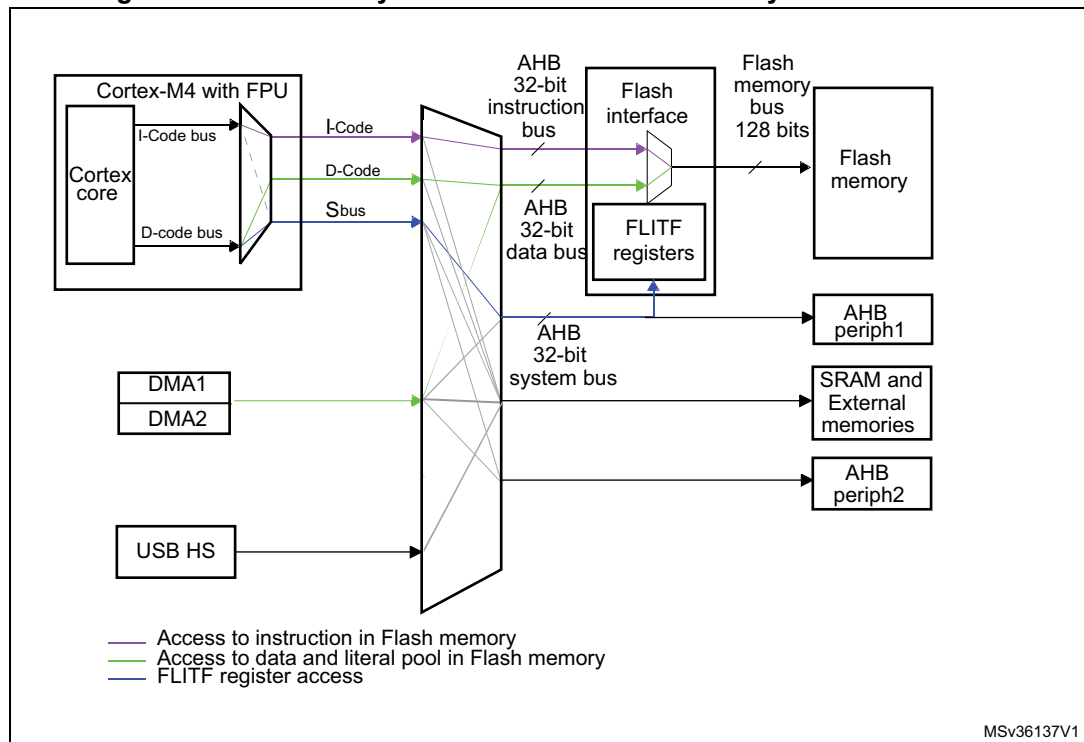 Cortex-M4 with FPU
Cortex
core
I-Code bus
D-code bus
I-Code
D-Code
S bus
AHB
32-bit
instruction
bus
AHB
32-bit
data bus
AHB
32-bit
system bus
Flash
interface
FLITF
registers
Flash
memory
bus
128 bits
Flash
memory
AHB
periph1
SRAM and
External
memories
AHB
periph2
DMA1
DMA2
USB HS
Access to instruction in Flash memory
Access to data and literal pool in Flash memory
FLITF register access
MSv36137V1